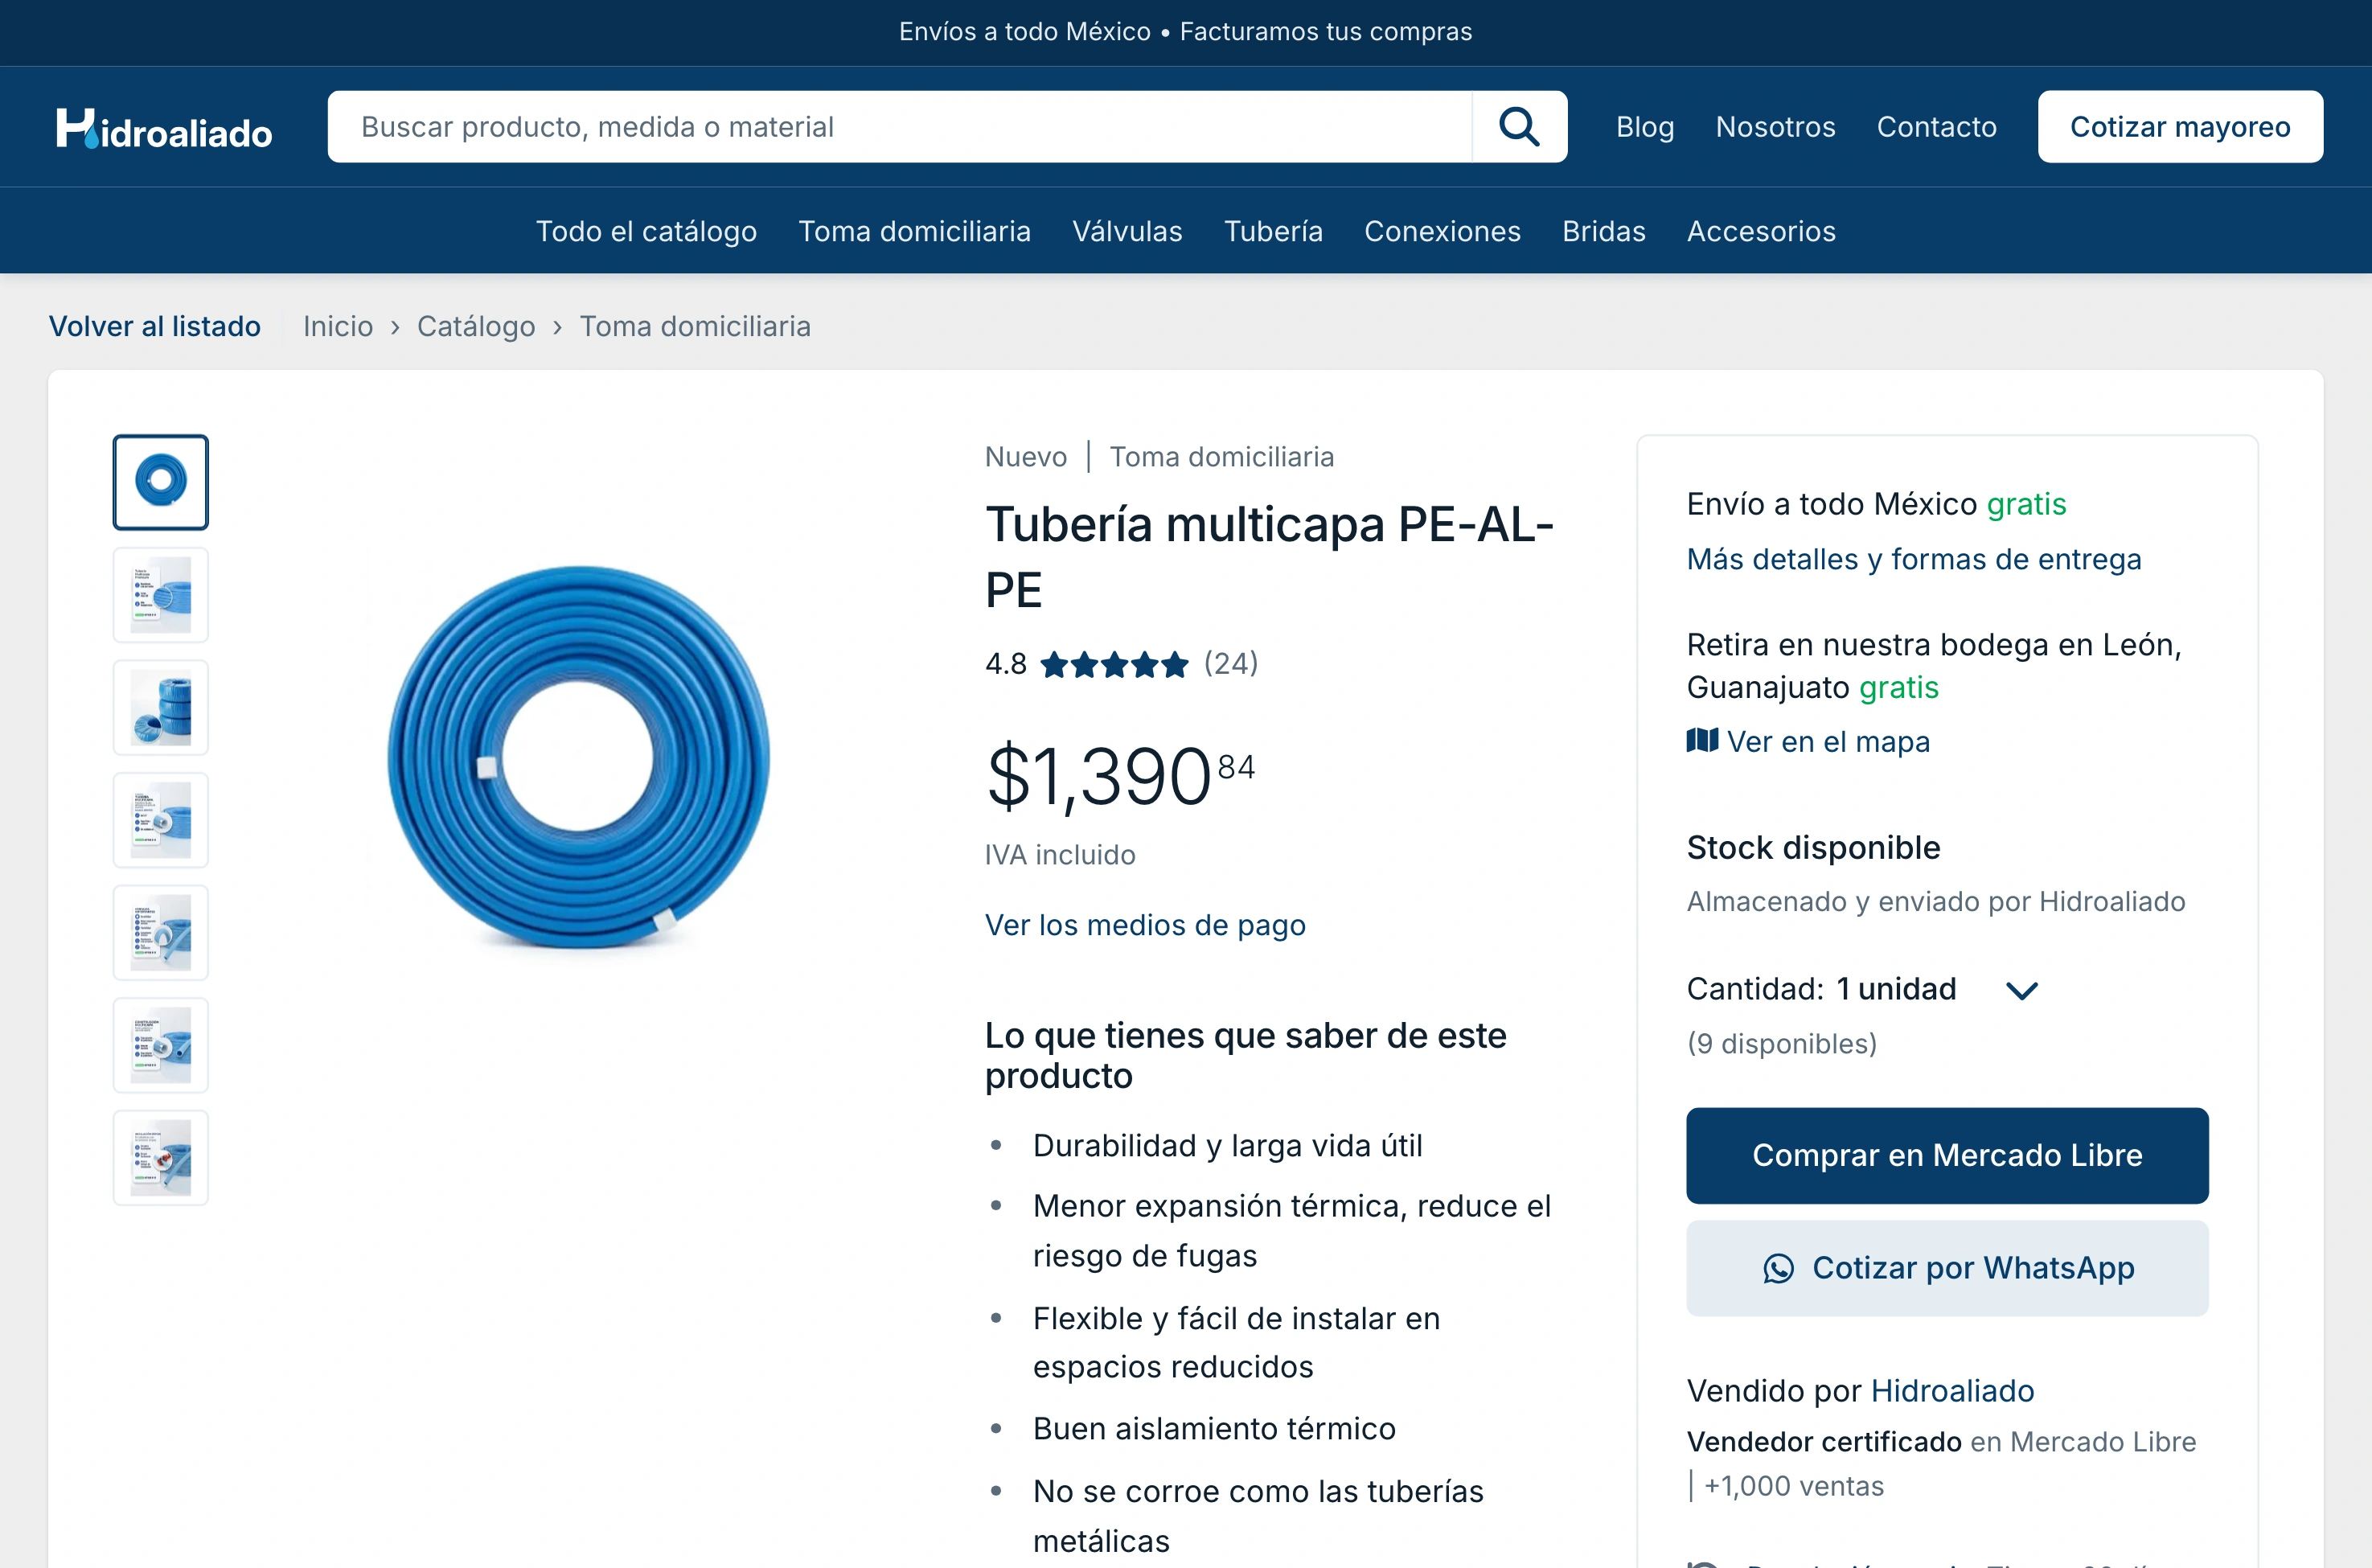 Envíos a todo México • Facturamos tus compras
Hidroaliado
Buscar producto, medida o material
Blog
Nosotros
Contacto
Cotizar mayoreo
Todo el catálogo
Toma domiciliaria
Válvulas
Tubería
Conexiones
Bridas
Accesorios
Volver al listado
Inicio › Catálogo › Toma domiciliaria
Nuevo | Toma domiciliaria
Tubería multicapa PE-AL-
PE
4.8 (24)
$1,390 84
IVA incluido
Ver los medios de pago
Lo que tienes que saber de este
producto
• Durabilidad y larga vida útil
• Menor expansión térmica, reduce el
riesgo de fugas
• Flexible y fácil de instalar en
espacios reducidos
• Buen aislamiento térmico
• No se corroe como las tuberías
metálicas
Envío a todo México gratis
Más detalles y formas de entrega
Retira en nuestra bodega en León,
Guanajuato gratis
Ver en el mapa
Stock disponible
Almacenado y enviado por Hidroaliado
Cantidad: 1 unidad
(9 disponibles)
Comprar en Mercado Libre
Cotizar por WhatsApp
Vendido por Hidroaliado
Vendedor certificado en Mercado Libre
| +1,000 ventas